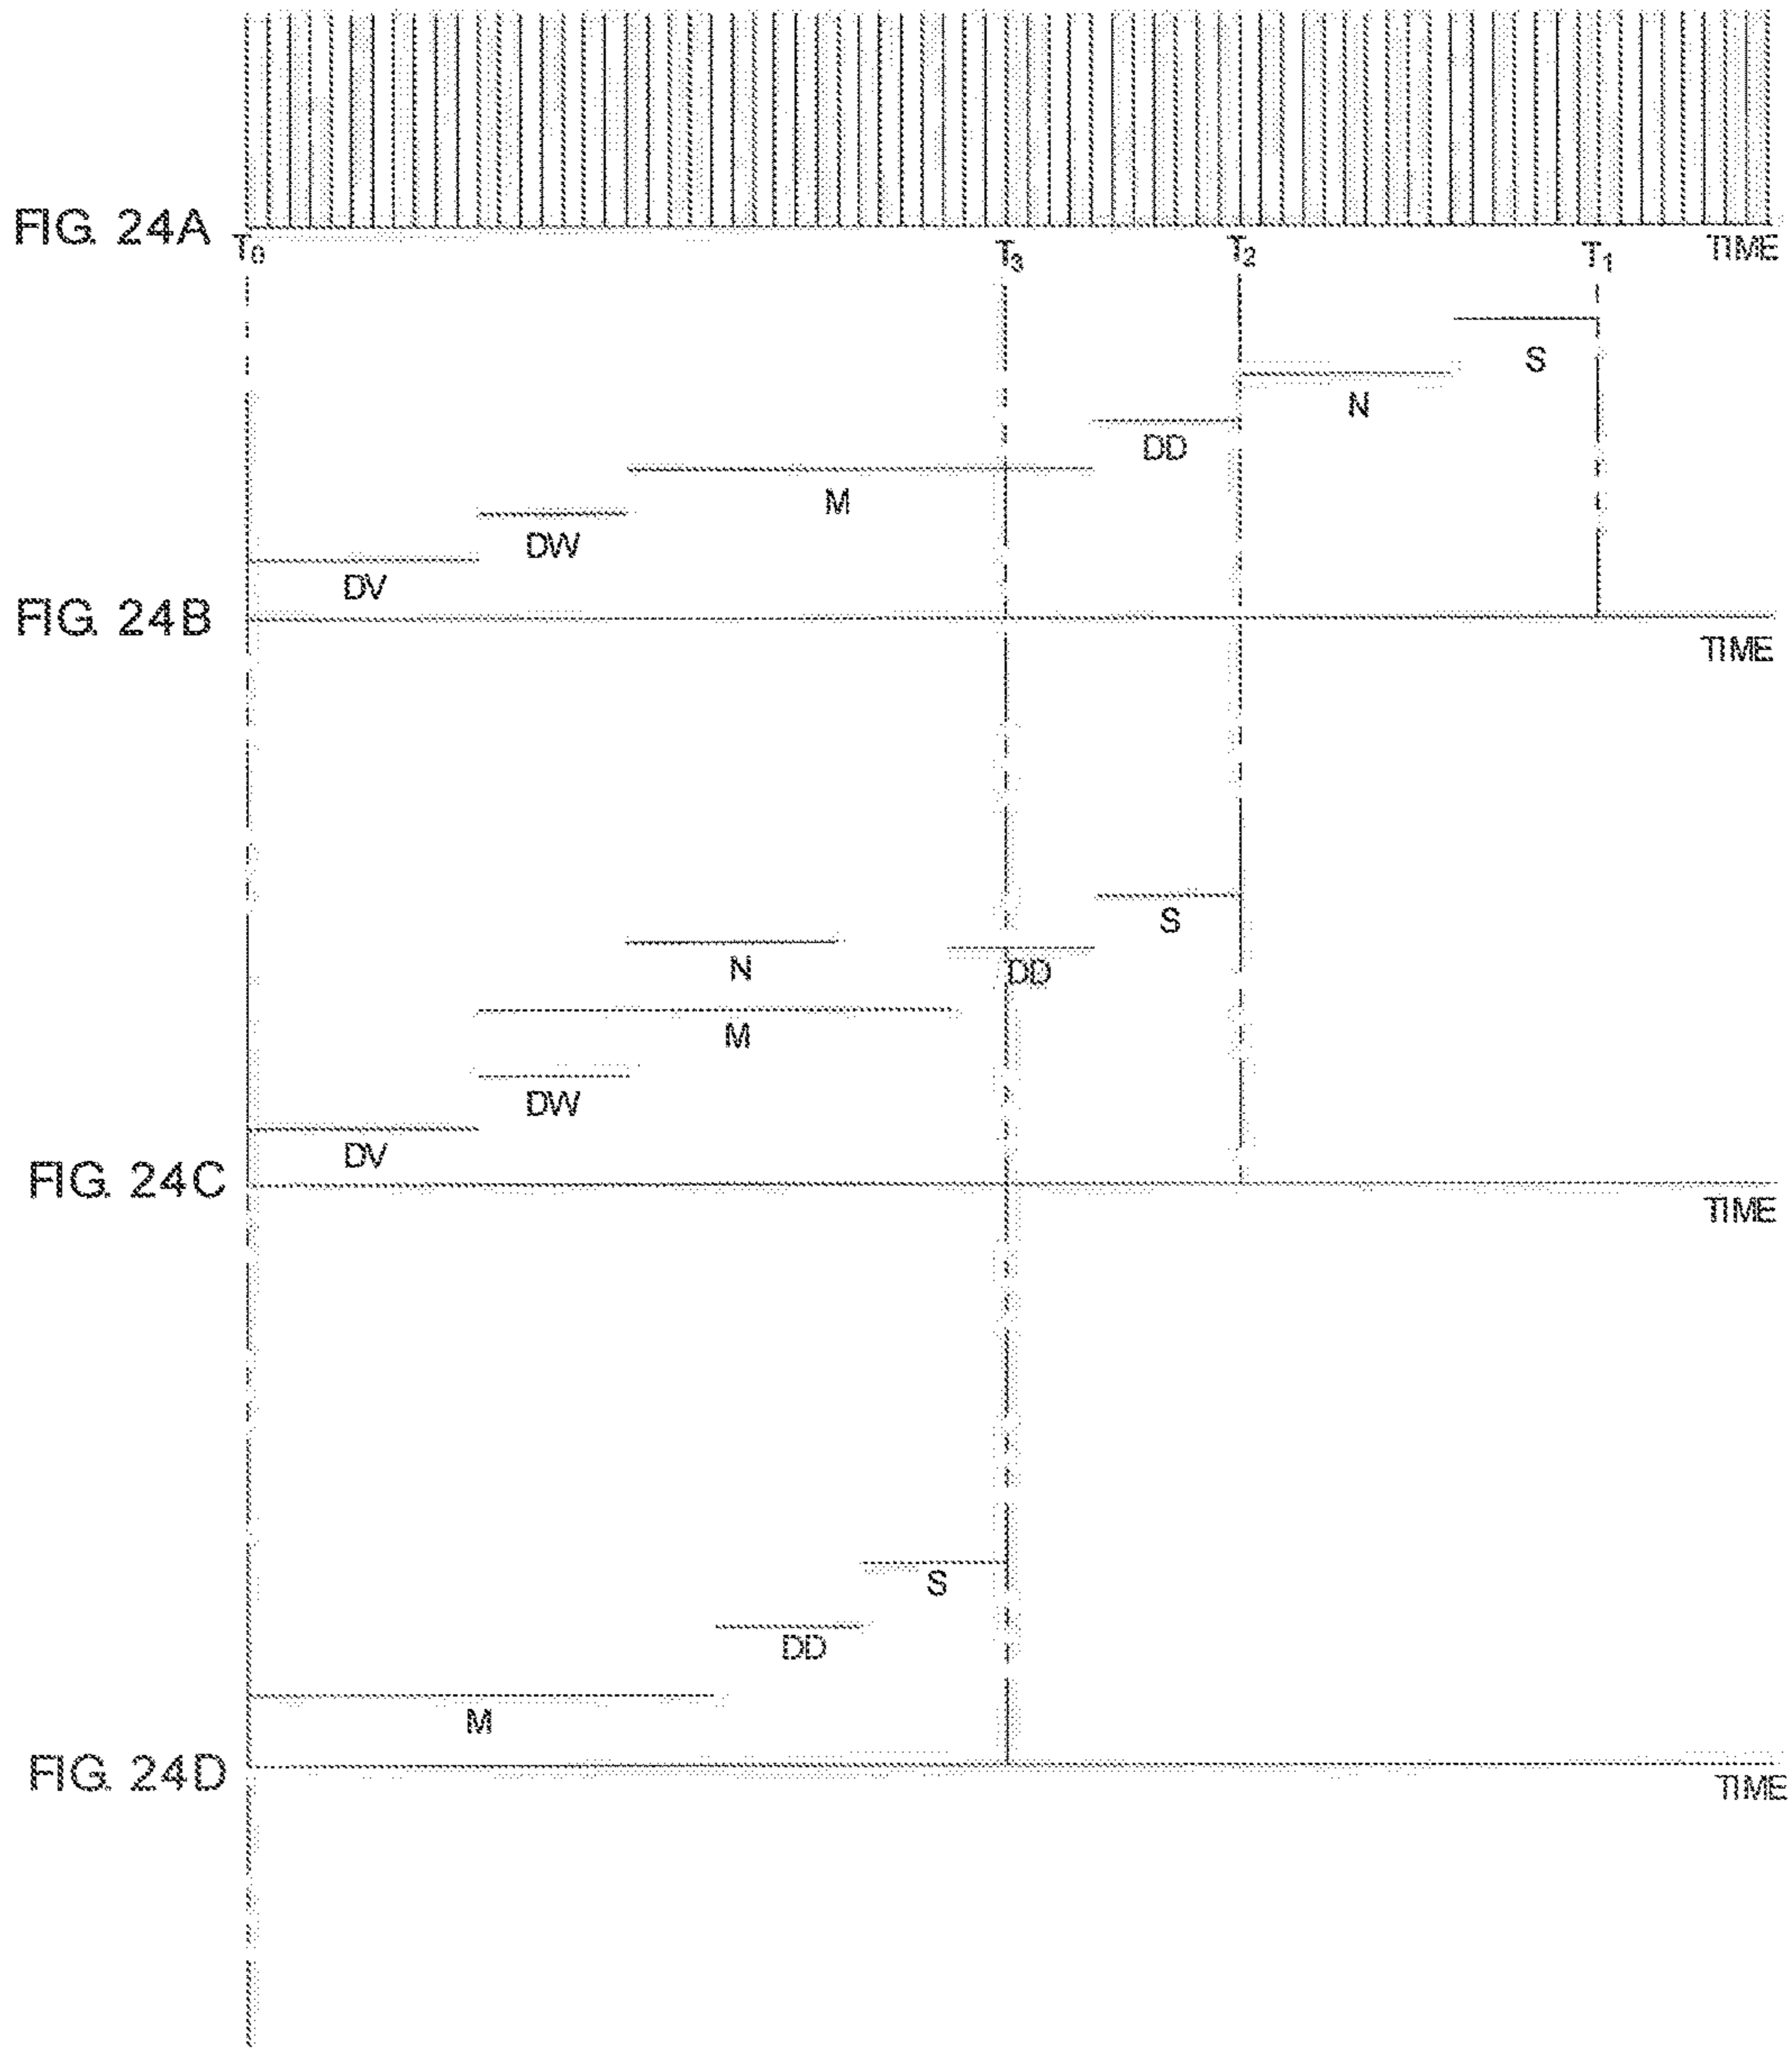 FIG. 24A
T0 T3 T2 T1 TIME
S
N
DD
M
DW
DV
FIG. 24B
TIME
S
N
DD
M
DW
DV
FIG. 24C
TIME
S
DD
M
FIG. 24D
TIME